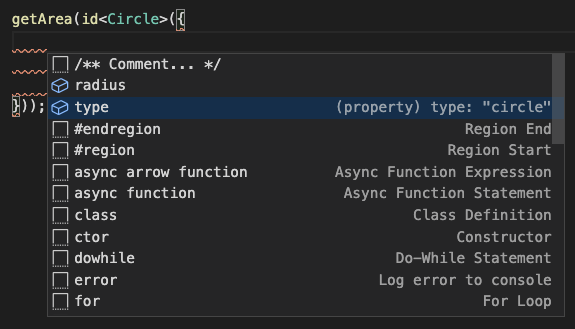 getArea(id<Circle>({
/** Comment... */
radius
type (property) type: "circle"
}));
#endregion Region End
#region Region Start
async arrow function Async Function Expression
async function Async Function Statement
class Class Definition
ctor Constructor
dowhile Do-While Statement
error Log error to console
for For Loop